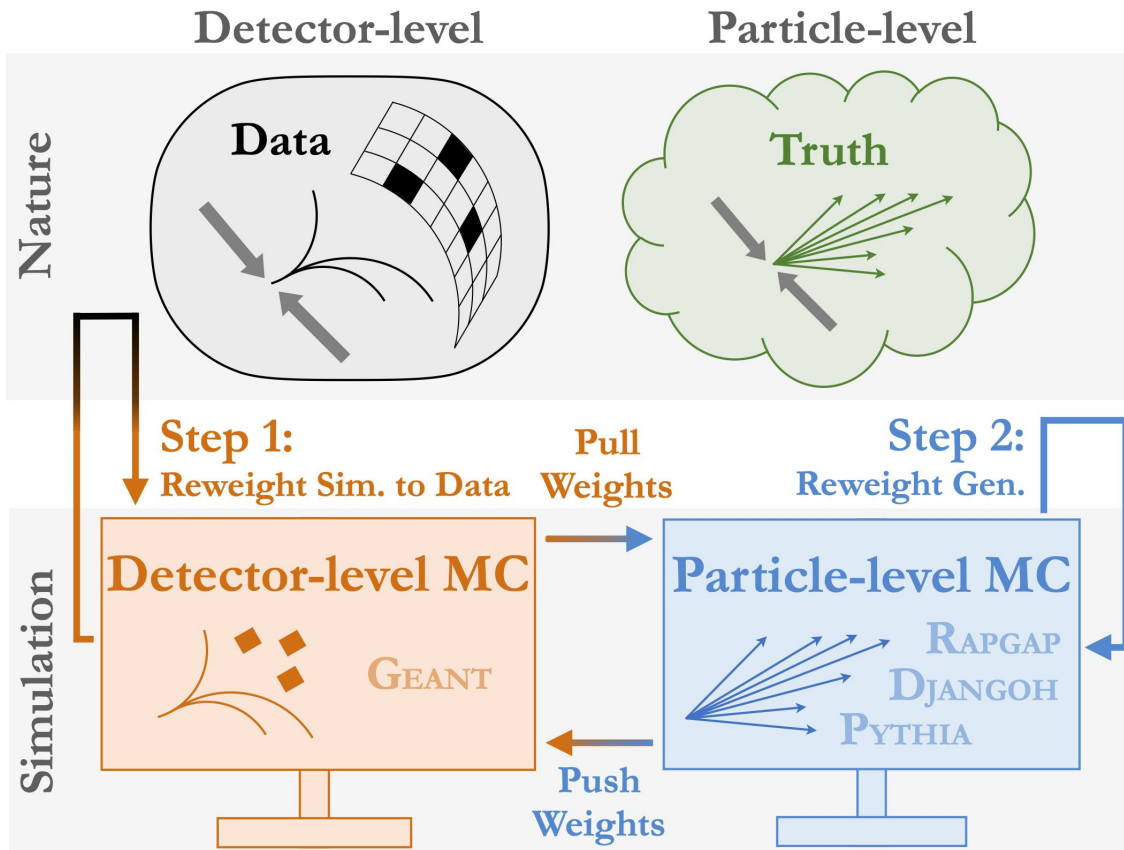 Detector-level
Particle-level
Nature
Data
Truth
Step 1:
Reweight Sim. to Data
Pull
Weights
Step 2:
Reweight Gen.
Simulation
Detector-level MC
GEANT
Particle-level MC
RAPGAP
DJANGOH
PYTHIA
Push
Weights